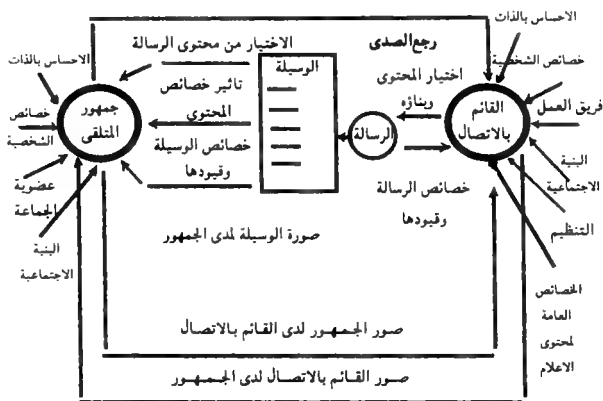 الاحساس بالذات
خصائص الشخصية
فريق العمل
القائم
بالاتصال
البنية
الاجتماعية
التنظيم
الخصائص
العامة
لمحتوى
الاعلام
رجع الصدى
اختيار المحتوى
وبناؤه
الرسالة
خصائص الرسالة
وقيودها
الوسيلة
الاختيار من محتوى الرسالة
تاثير خصائص
المحتوي
خصائص الوسيلة
وقيودها
صورة الوسيلة لدى الجمهور
الاحساس بالذات
خصائص
الشخصية
جمهور
المتلقى
عضوية
الجماعة
البنية
الاجتماعية
صور الجمهور لدى القائم بالاتصال
صور القائم بالاتصال لدى الجمهور